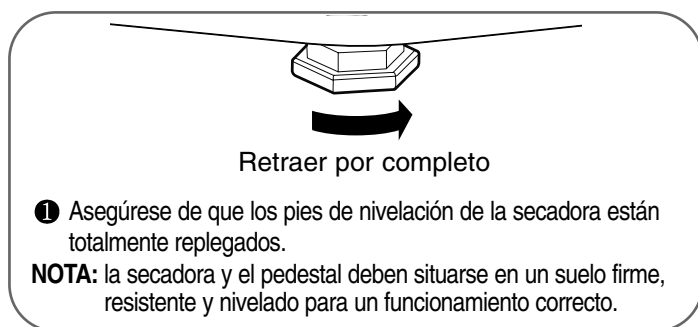 Retraer por completo
❶ Asegúrese de que los pies de nivelación de la secadora están
totalmente replegados.
NOTA: la secadora y el pedestal deben situarse en un suelo firme,
resistente y nivelado para un funcionamiento correcto.